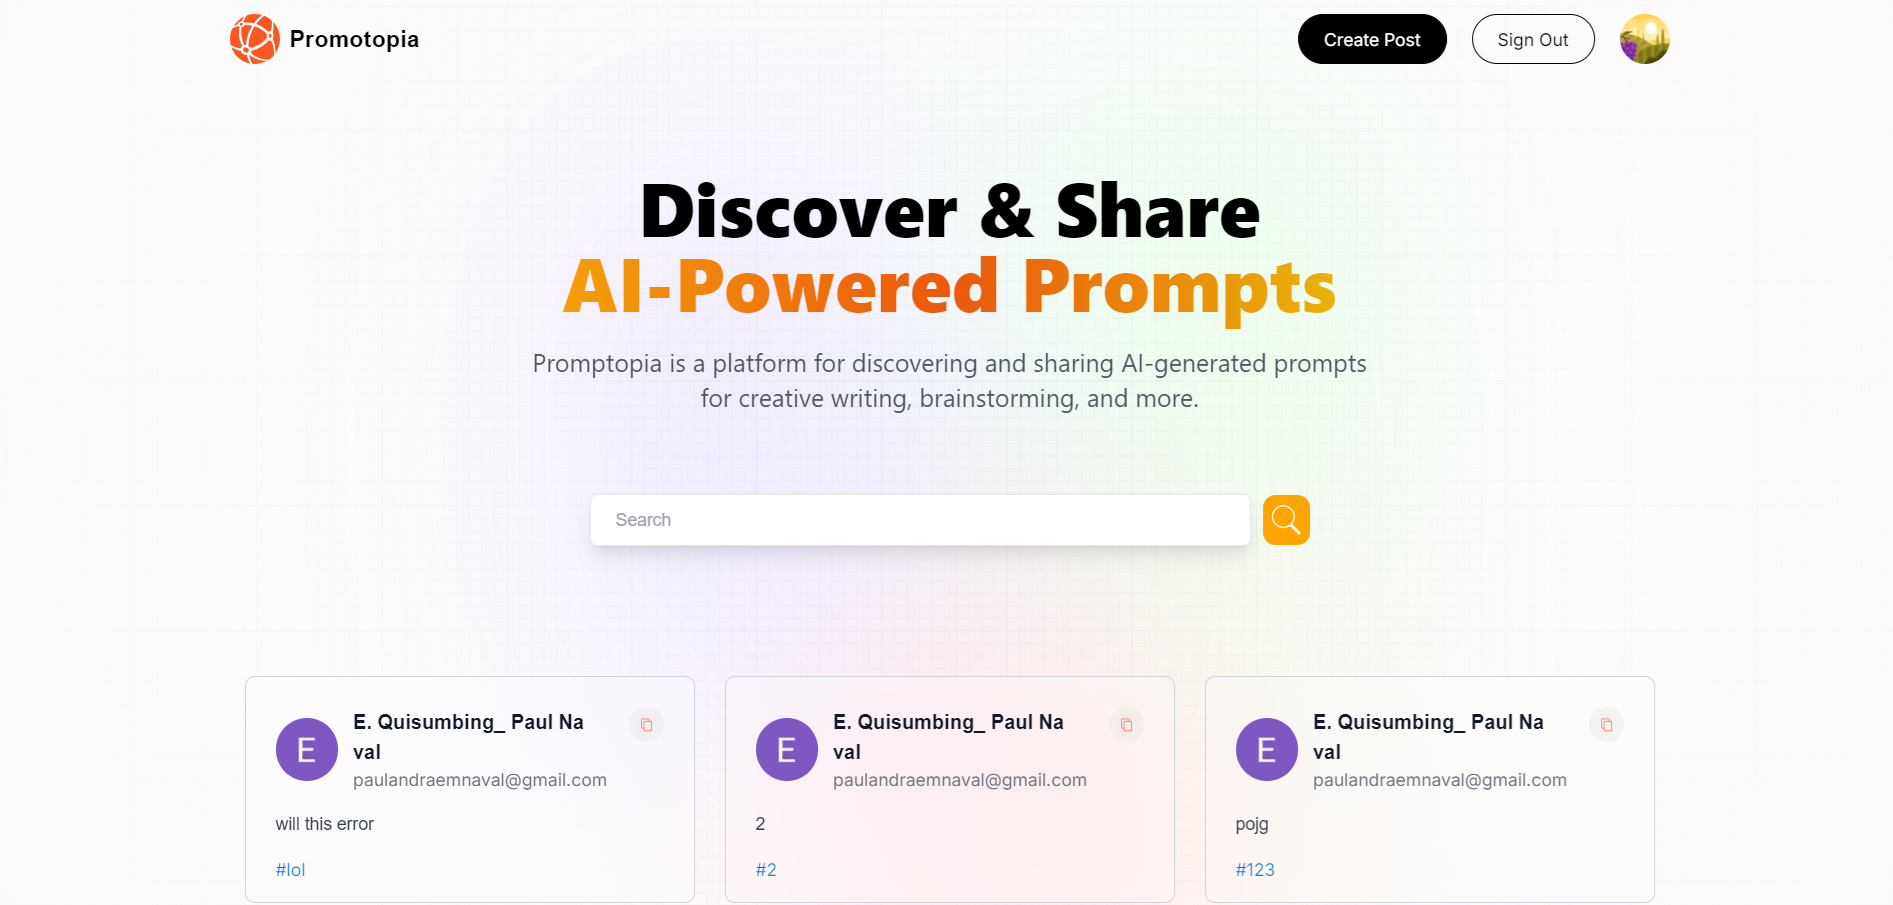 Promotopia
Create Post
Sign Out
Discover & Share
AI-Powered Prompts
Promptopia is a platform for discovering and sharing AI-generated prompts
for creative writing, brainstorming, and more.
Search
E
E. Quisumbing_ Paul Na
val
paulandraemnaval@gmail.com
will this error
#lol
E
E. Quisumbing_ Paul Na
val
paulandraemnaval@gmail.com
2
#2
E
E. Quisumbing_ Paul Na
val
paulandraemnaval@gmail.com
pojg
#123